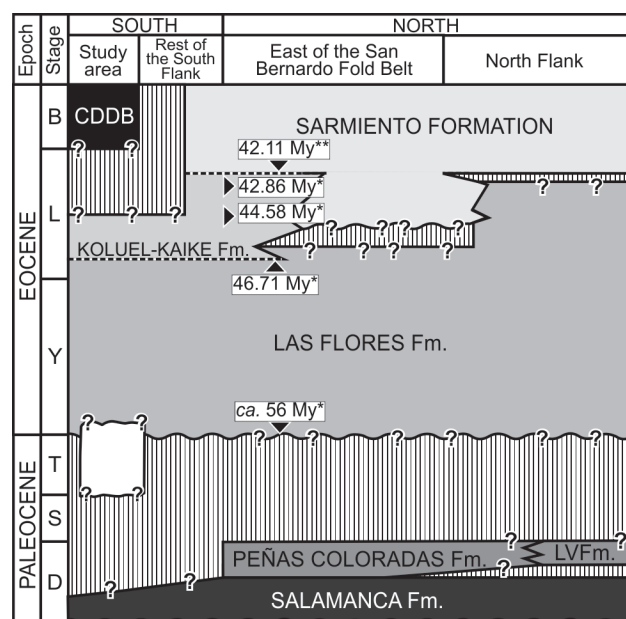 Epoch
Stage
SOUTH
NORTH
Study
area
Rest of
the South
Flank
East of the San
Bernardo Fold Belt
North Flank
EOCENE
PALEOCENE
B
L
Y
T
S
D
CDDB
SARMIENTO FORMATION
? ?
42.11 My**
42.86 My*
? ?
44.58 My*
? ? ?
? ? ? ?
KOLUEL-KAIKE Fm.
? ? ? ?
46.71 My*
LAS FLORES Fm.
ca. 56 My*
? ?
? ? ? ? ?
? ?
? ?
PEÑAS COLORADAS Fm.
LVFm.
? ? ?
SALAMANCA Fm.